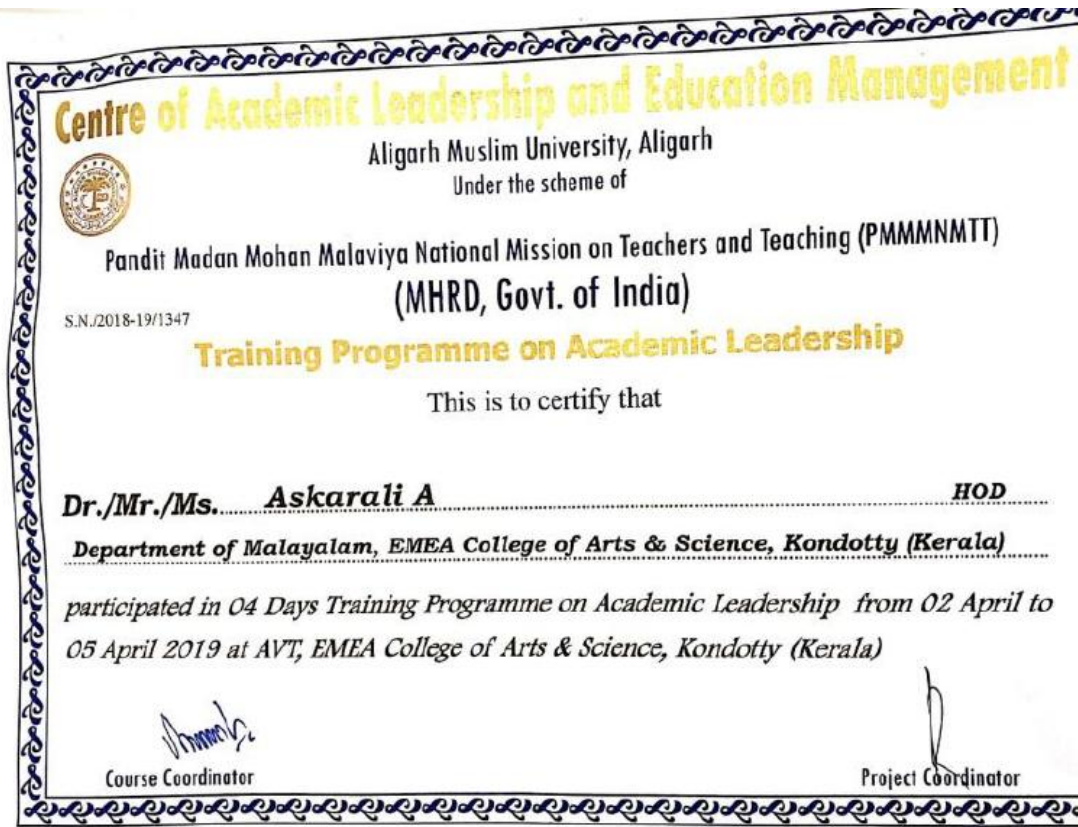 Centre of Academic Leadership and Education Management
Aligarh Muslim University, Aligarh
Under the scheme of
Pandit Madan Mohan Malaviya National Mission on Teachers and Teaching (PMMMNMTT)
(MHRD, Govt. of India)
S.N./2018-19/1347
Training Programme on Academic Leadership
This is to certify that
Dr./Mr./Ms. Askarali A HOD
Department of Malayalam, EMEA College of Arts & Science, Kondotty (Kerala)
participated in 04 Days Training Programme on Academic Leadership from 02 April to
05 April 2019 at AVT, EMEA College of Arts & Science, Kondotty (Kerala)
Course Coordinator
Project Coordinator